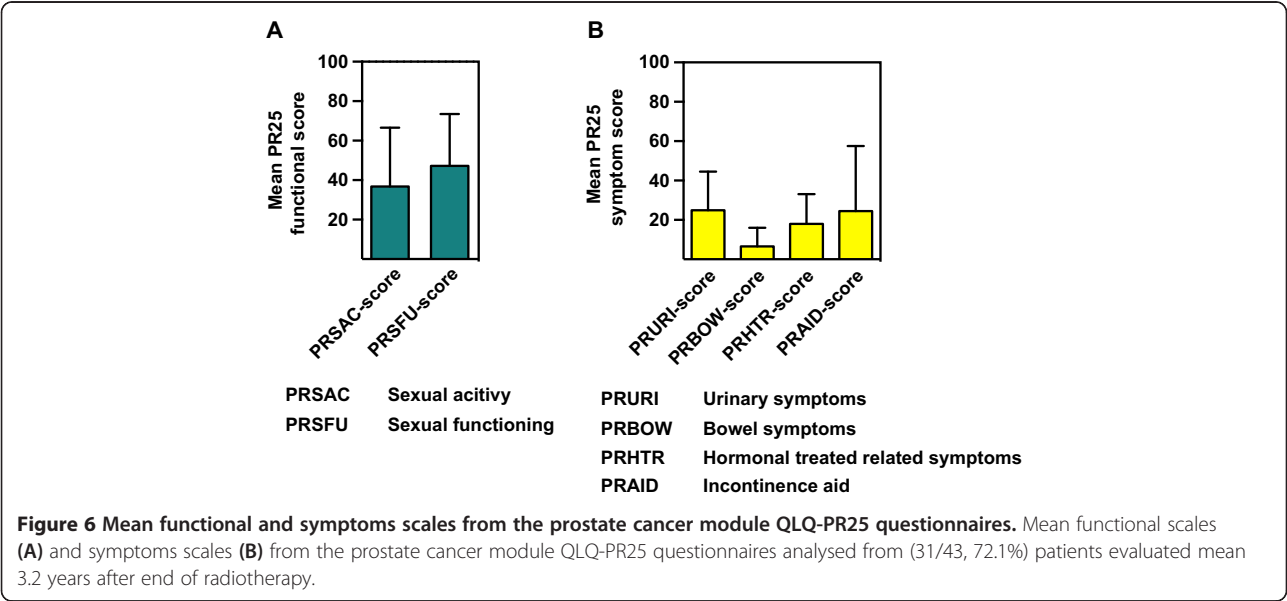 A
Mean PR25
functional score
100
80
60
40
20
PRSAC-score
PRSFU-score
PRSAC Sexual acitivy
PRSFU Sexual functioning
B
Mean PR25
symptom score
100
80
60
40
20
PRURI-score
PRBOW-score
PRHTR-score
PRAID-score
PRURI Urinary symptoms
PRBOW Bowel symptoms
PRHTR Hormonal treated related symptoms
PRAID Incontinence aid
Figure 6 Mean functional and symptoms scales from the prostate cancer module QLQ-PR25 questionnaires. Mean functional scales
(A) and symptoms scales (B) from the prostate cancer module QLQ-PR25 questionnaires analysed from (31/43, 72.1%) patients evaluated mean
3.2 years after end of radiotherapy.